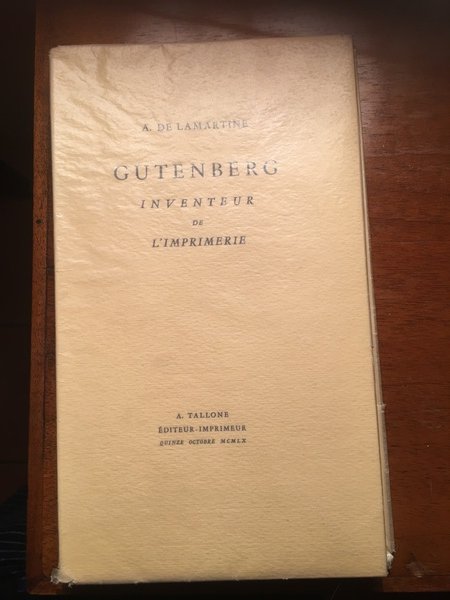 A. DE LAMARTINE
GUTENBERG
INVENTEUR
DE
L'IMPRIMERIE
A. TALLONE
ÉDITEUR-IMPRIMEUR
QUINZE OCTOBRE MCMLX